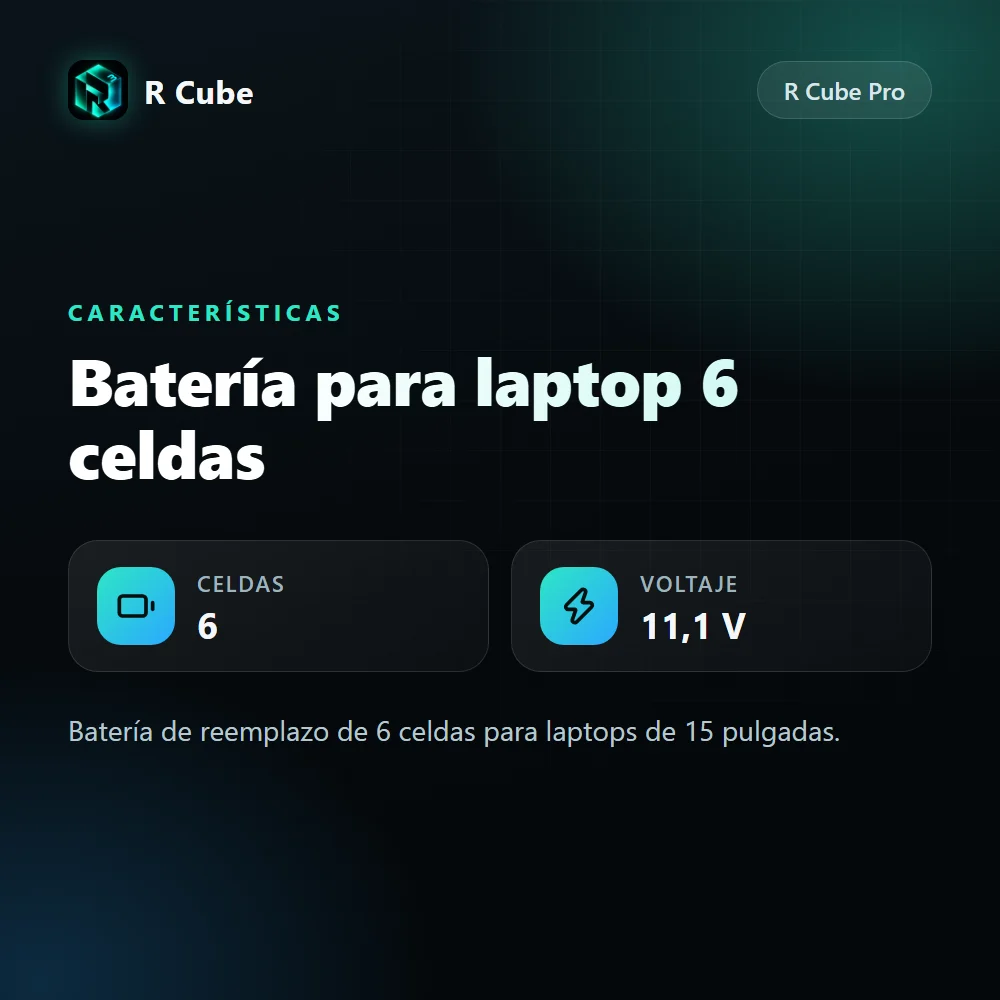 R Cube
R Cube Pro
CARACTERÍSTICAS
Batería para laptop 6
celdas
CELDAS
6
VOLTAJE
11,1 V
Batería de reemplazo de 6 celdas para laptops de 15 pulgadas.